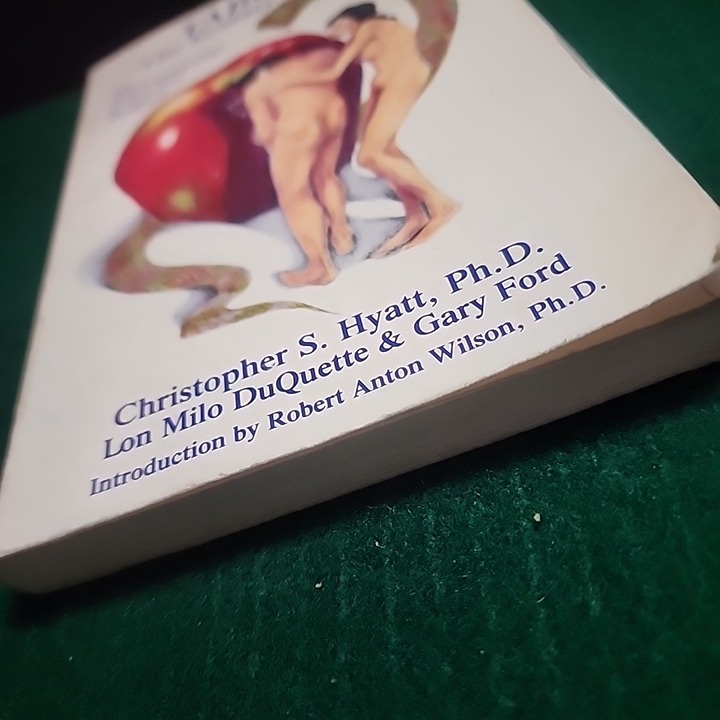 Christopher S. Hyatt, Ph.D.
Lon Milo DuQuette & Gary Ford
Introduction by Robert Anton Wilson, Ph.D.